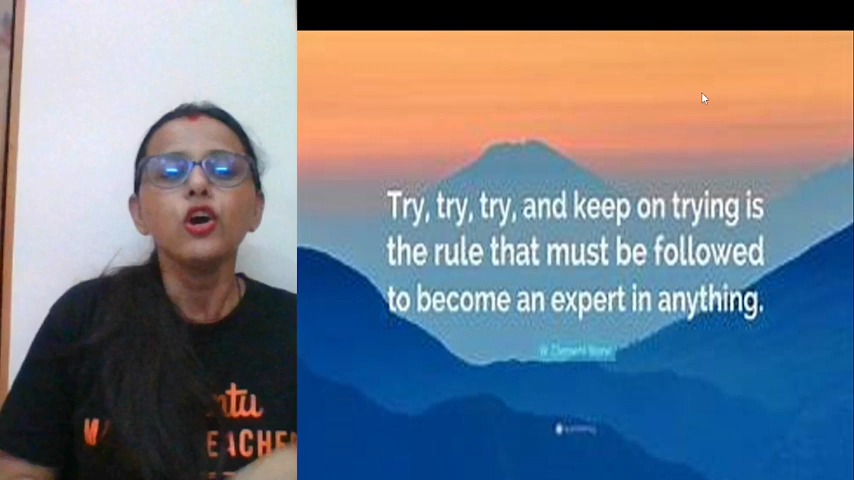 Try, try, try, and keep on trying is
the rule that must be followed
to become an expert in anything.
W. Clement Stone
EACHE